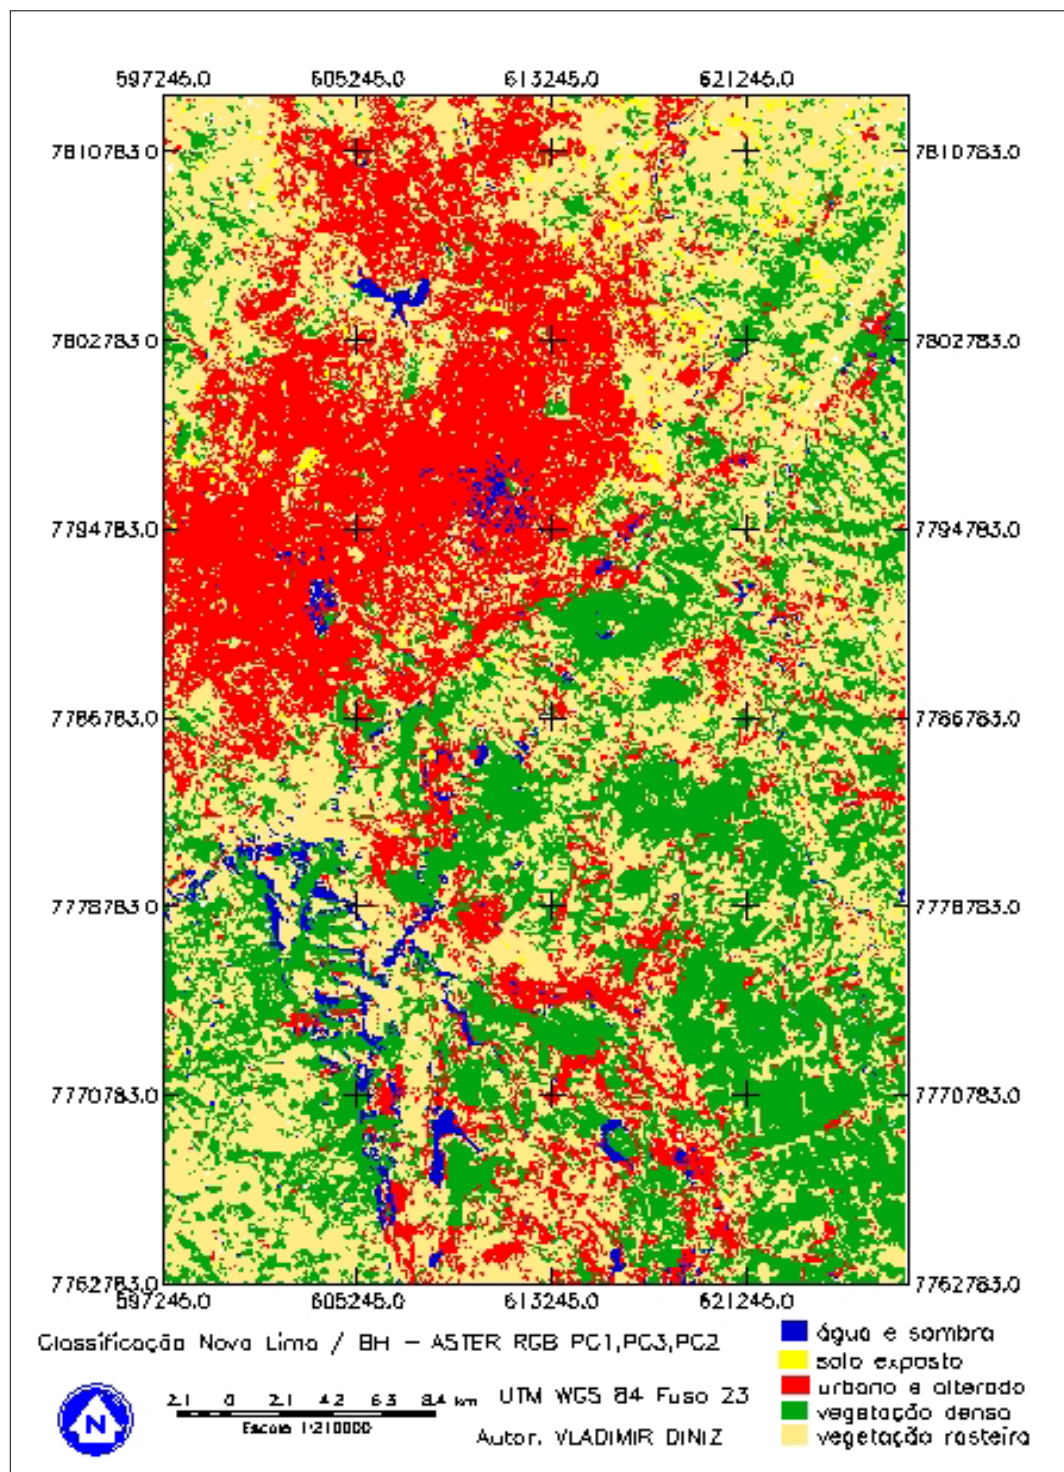 597245.0 605245.0 613245.0 621245.0
7810783.0 7810783.0
7802783.0 7802783.0
7794783.0 7794783.0
7786783.0 7786783.0
7778783.0 7778783.0
7770783.0 7770783.0
7762783.0 7762783.0
597245.0 605245.0 613245.0 621245.0
Classificação Nova Lima / BH - ASTER RGB PC1,PC3,PC2
água e sombra
solo exposto
urbano e alterado
vegetação densa
vegetação rasteira
N
2.1 0 2.1 4.2 6.3 8.4 km
Escala 1:210000
UTM WGS 84 Fuso 23
Autor. VLADIMIR DINIZ